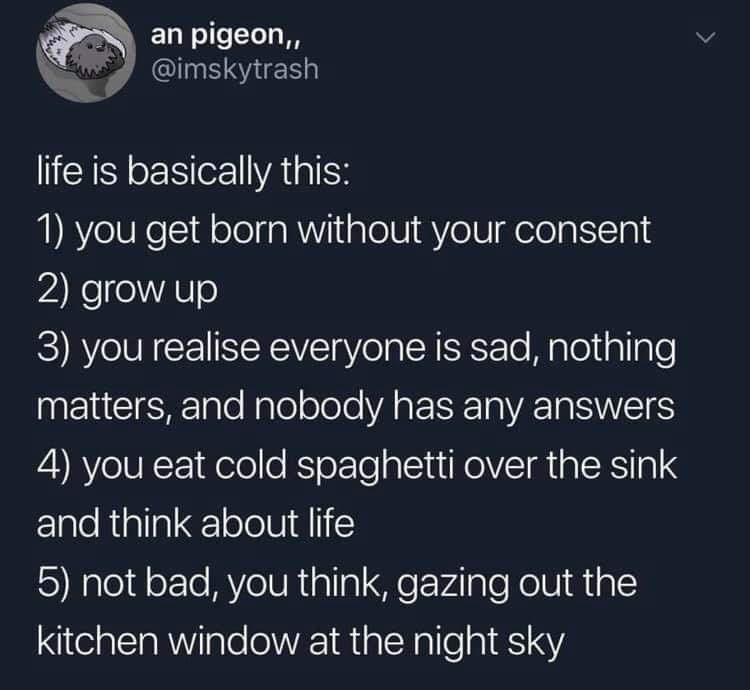 an pigeon,,
@imskytrash
life is basically this:
1) you get born without your consent
2) grow up
3) you realise everyone is sad, nothing
matters, and nobody has any answers
4) you eat cold spaghetti over the sink
and think about life
5) not bad, you think, gazing out the
kitchen window at the night sky